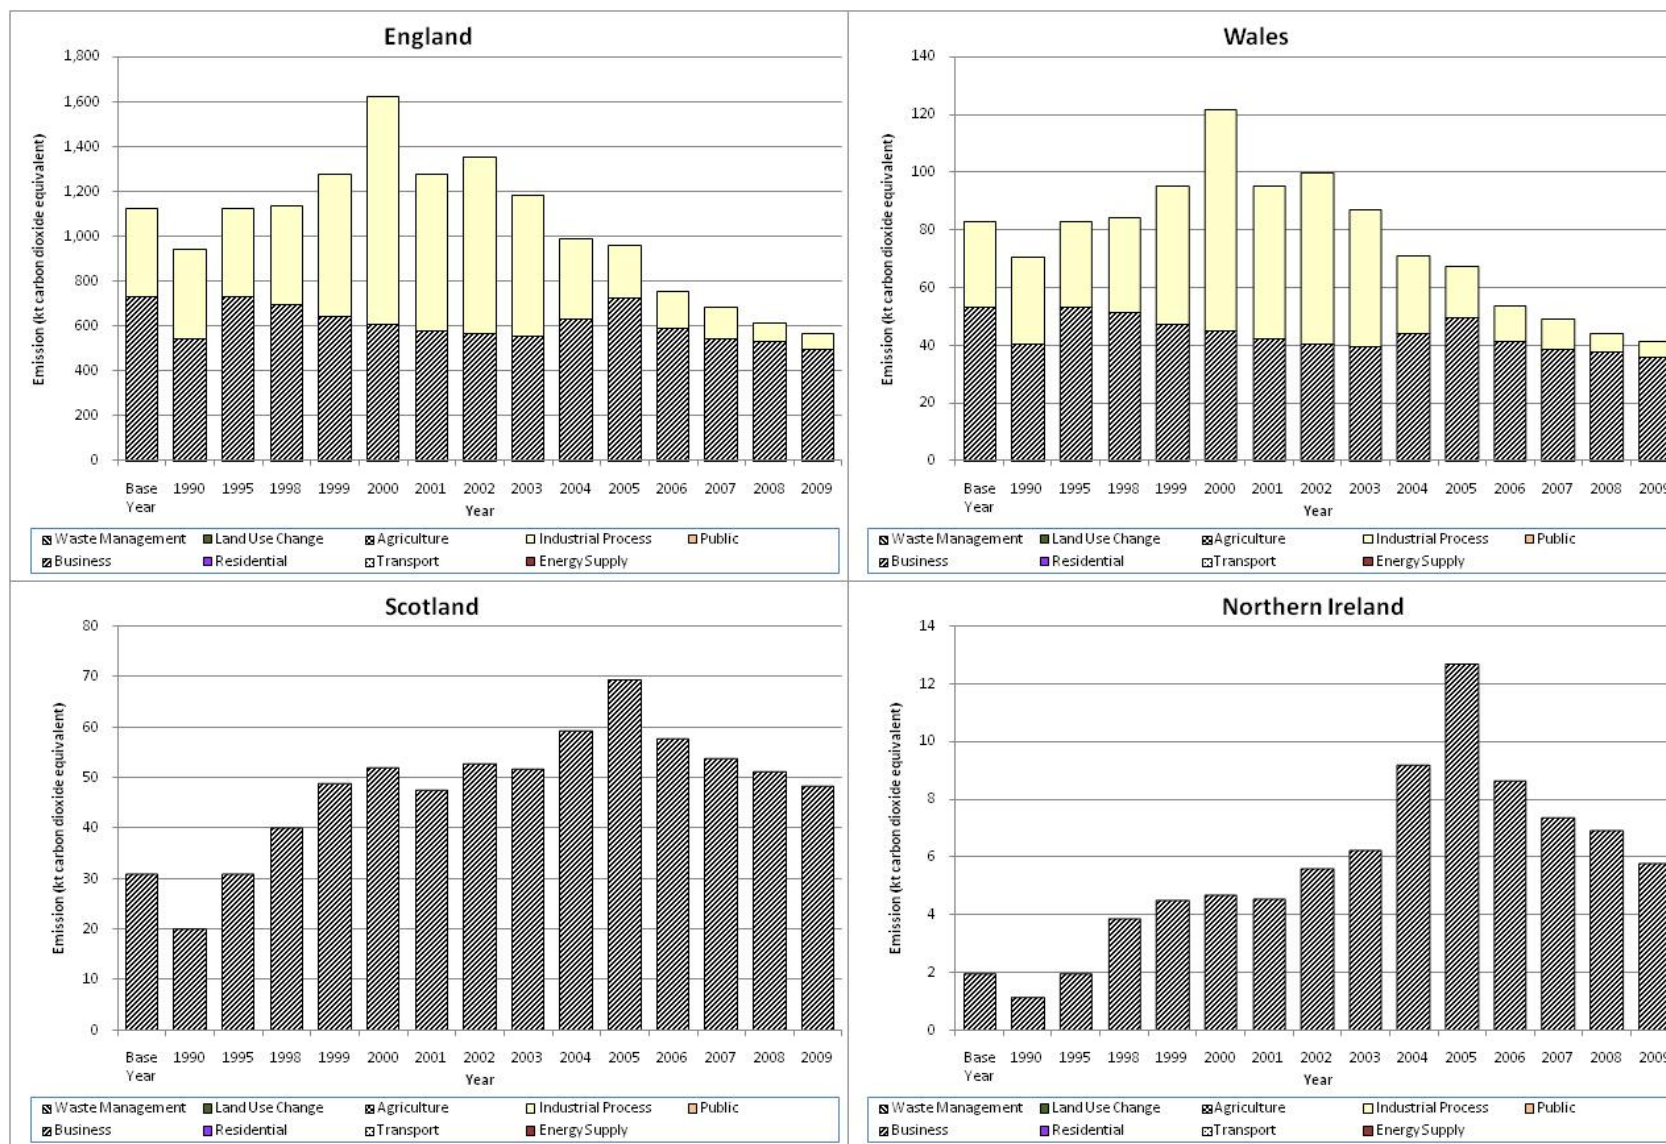 England
1,800
1,600
1,400
1,200
1,000
800
600
400
200
0
Emission (kt carbon dioxide equivalent)
Base Year 1990 1995 1998 1999 2000 2001 2002 2003 2004 2005 2006 2007 2008 2009
Year
Waste Management Land Use Change Agriculture Industrial Process Public
Business Residential Transport Energy Supply
Wales
140
120
100
80
60
40
20
0
Emission (kt carbon dioxide equivalent)
Base Year 1990 1995 1998 1999 2000 2001 2002 2003 2004 2005 2006 2007 2008 2009
Year
Waste Management Land Use Change Agriculture Industrial Process Public
Business Residential Transport Energy Supply
Scotland
80
70
60
50
40
30
20
10
0
Emission (kt carbon dioxide equivalent)
Base Year 1990 1995 1998 1999 2000 2001 2002 2003 2004 2005 2006 2007 2008 2009
Year
Waste Management Land Use Change Agriculture Industrial Process Public
Business Residential Transport Energy Supply
Northern Ireland
14
12
10
8
6
4
2
0
Emission (kt carbon dioxide equivalent)
Base Year 1990 1995 1998 1999 2000 2001 2002 2003 2004 2005 2006 2007 2008 2009
Year
Waste Management Land Use Change Agriculture Industrial Process Public
Business Residential Transport Energy Supply